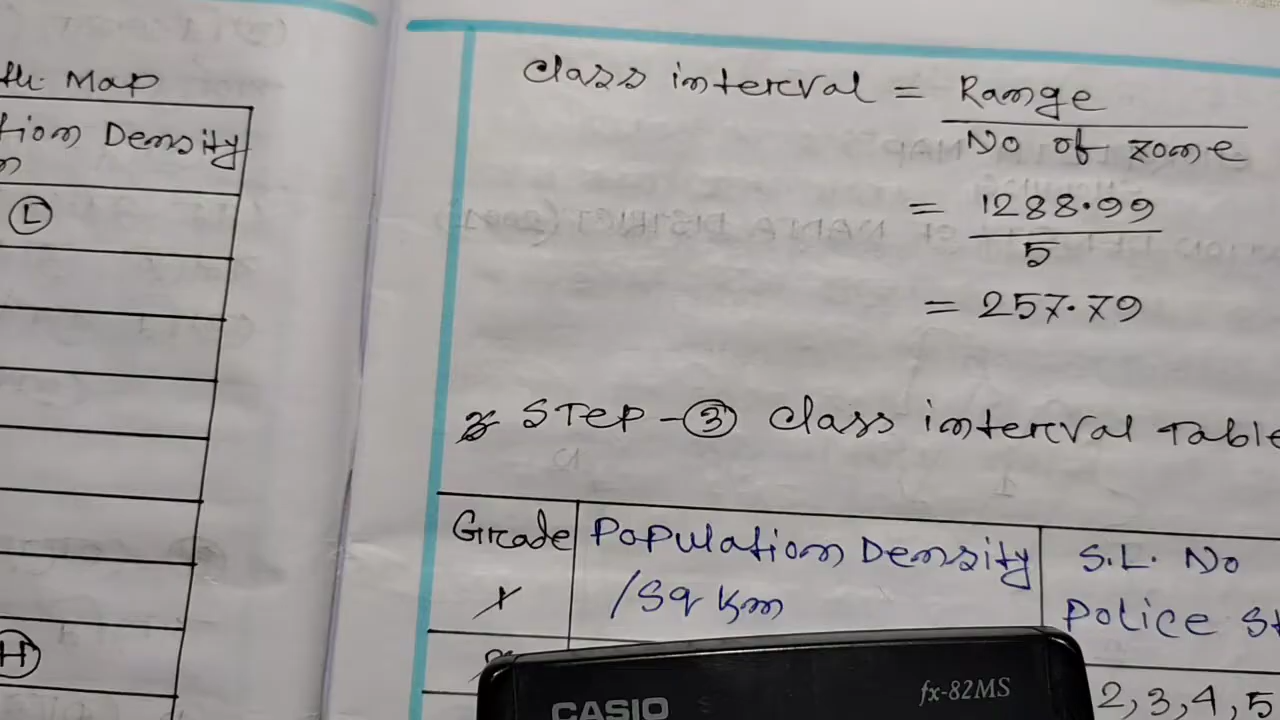 Map
Density
L
H
Class interval = Range
No of zone
= 1288.99
5
= 257.79
STEP-3 Class interval Table
Grade
Population Density
/Sq Km
S.L. No
Police
2,3,4,5
CASIO
fx-82MS